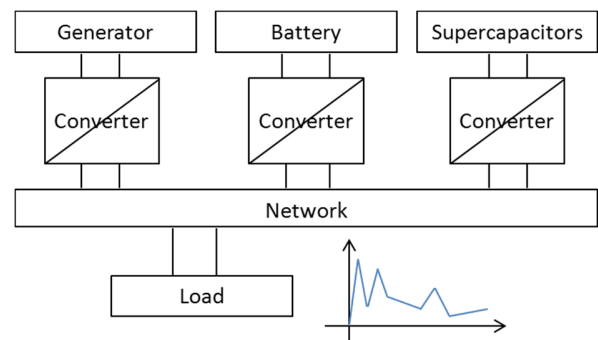 Generator
Battery
Supercapacitors
Converter
Converter
Converter
Network
Load